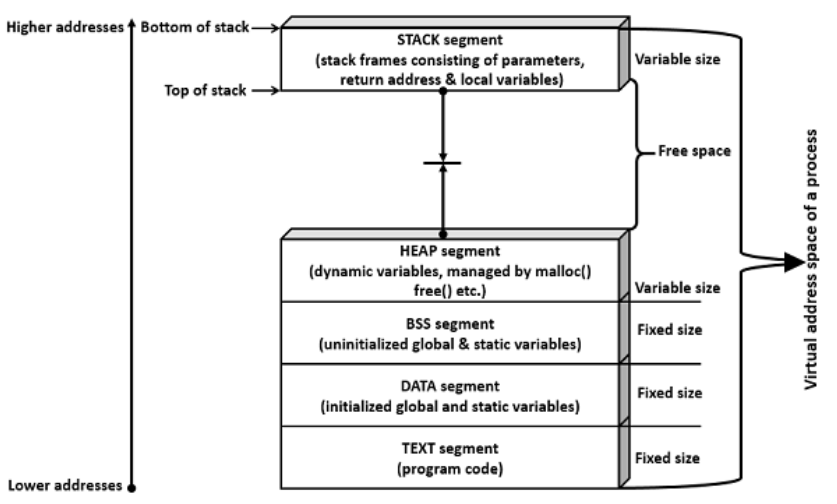 Higher addresses
Bottom of stack
STACK segment
(stack frames consisting of parameters,
return address & local variables)
Variable size
Top of stack
Free space
HEAP segment
(dynamic variables, managed by malloc()
free() etc.)
Variable size
BSS segment
(uninitialized global & static variables)
Fixed size
DATA segment
(initialized global and static variables)
Fixed size
TEXT segment
(program code)
Fixed size
Lower addresses
Virtual address space of a process